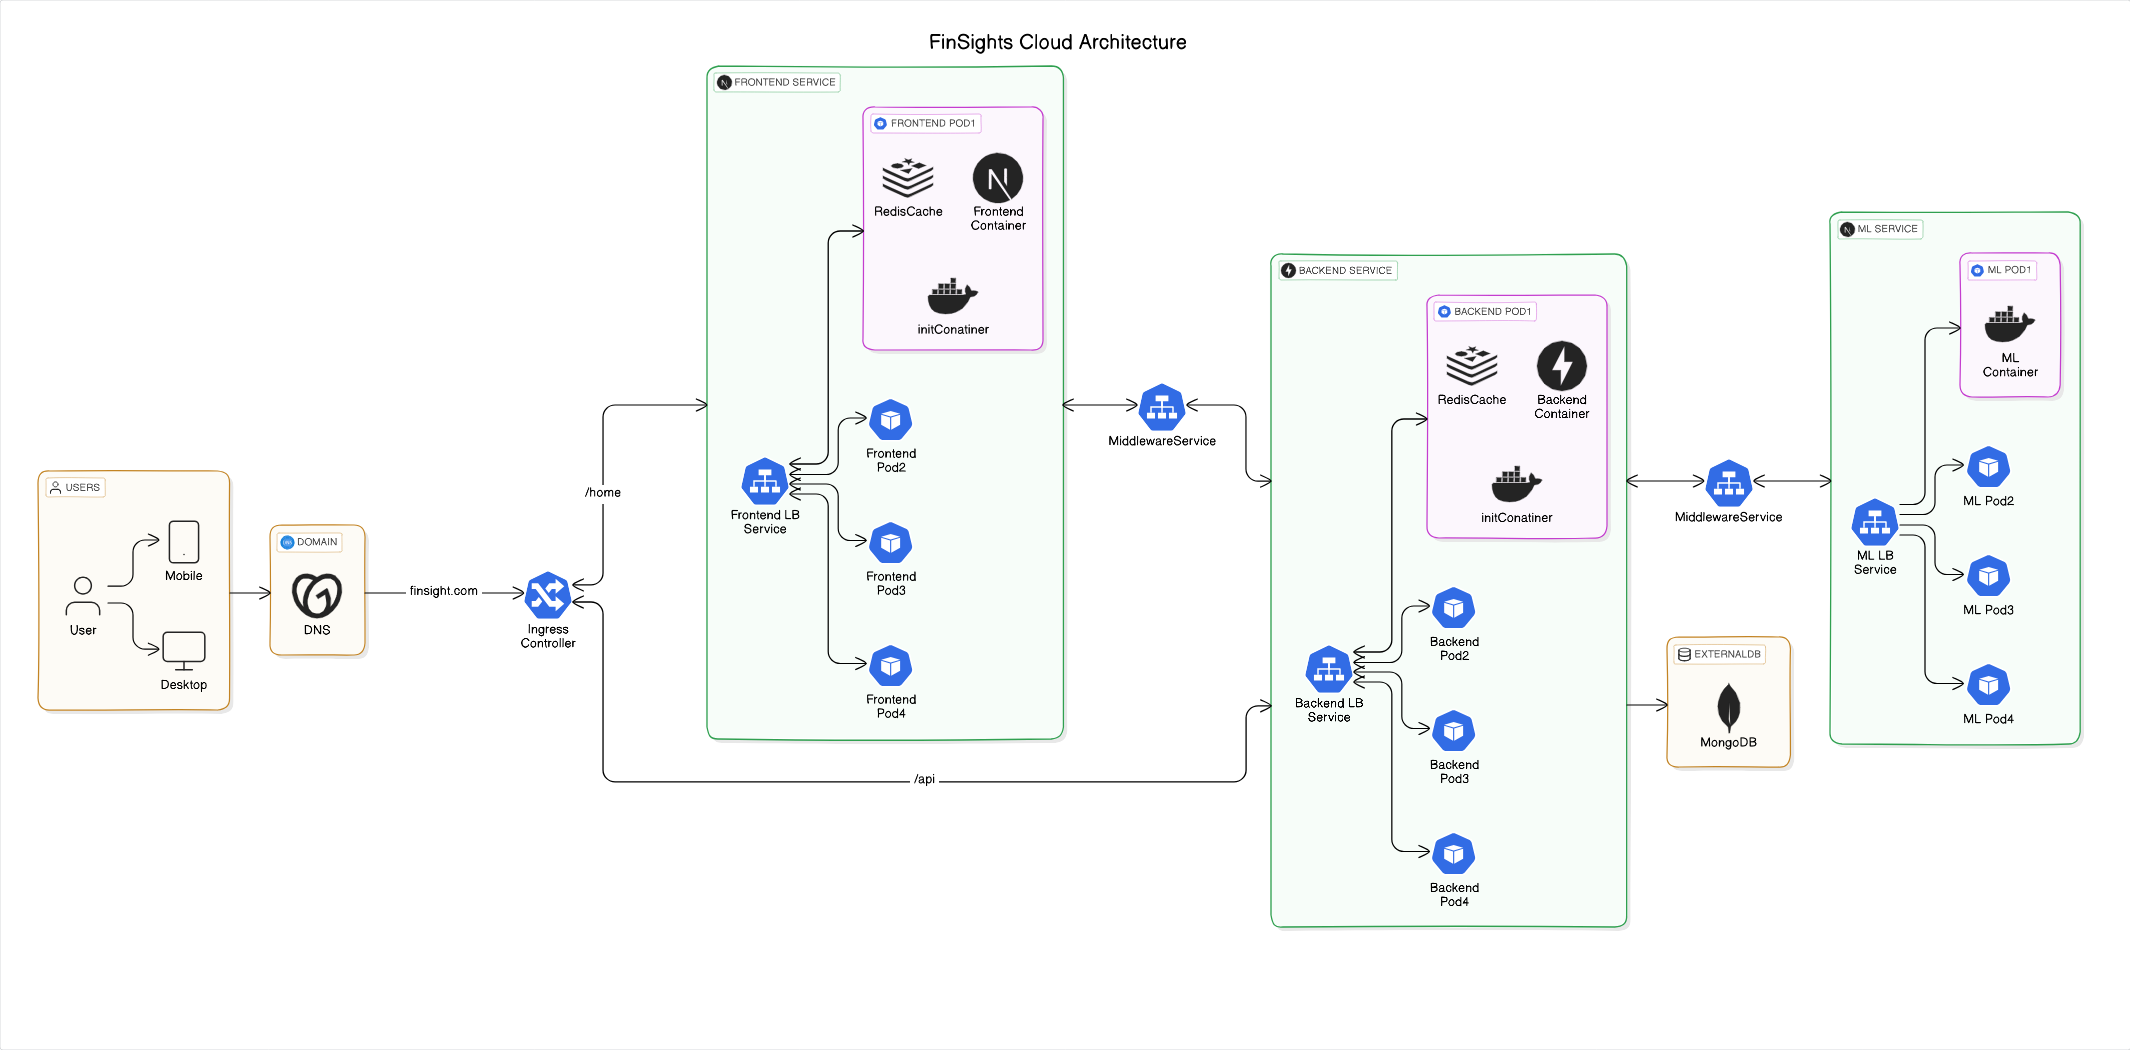 FinSights Cloud Architecture
FRONTEND SERVICE
FRONTEND POD1
RedisCache
Frontend
Container
initConatiner
Frontend
Pod2
Frontend LB
Service
Frontend
Pod3
Frontend
Pod4
USERS
User
Mobile
Desktop
DOMAIN
DNS
finsight.com
Ingress
Controller
/home
/api
MiddlewareService
BACKEND SERVICE
BACKEND POD1
RedisCache
Backend
Container
initConatiner
Backend
Pod2
Backend LB
Service
Backend
Pod3
Backend
Pod4
MiddlewareService
EXTERNALDB
MongoDB
ML SERVICE
ML POD1
ML
Container
ML Pod2
ML LB
Service
ML Pod3
ML Pod4